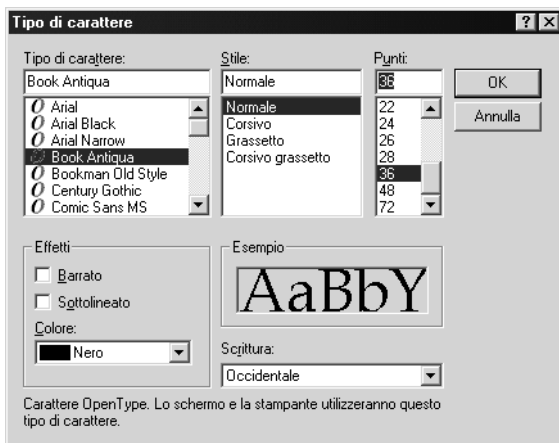 Tipo di carattere
Tipo di carattere:
Book Antiqua
Arial
Arial Black
Arial Narrow
Book Antiqua
Bookman Old Style
Century Gothic
Comic Sans MS
Stile:
Normale
Normale
Corsivo
Grassetto
Corsivo grassetto
Punti:
36
22
24
26
28
36
48
72
OK
Annulla
Effetti
Barrato
Sottolineato
Colore:
Nero
Esempio
AaBbY
Scrittura:
Occidentale
Carattere OpenType. Lo schermo e la stampante utilizzeranno questo
tipo di carattere.